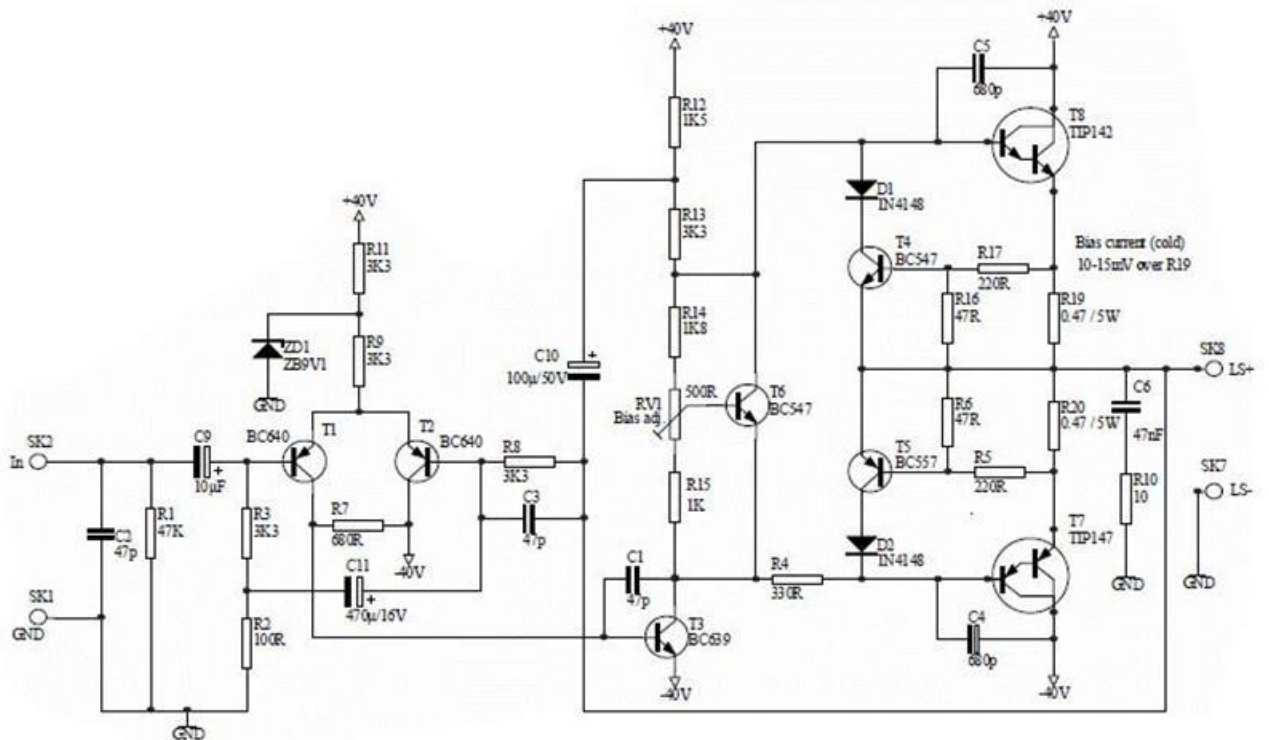 +40V
+40V
C5
680p
R12
1K5
T8
TIP142
+40V
D1
IN4148
R13
3K3
R11
3K3
T4
BC547
R17
220R
Bias current (cold)
10-15mV over R19
R14
1K8
R16
47R
R19
0.47 / 5W
ZD1
ZB9V1
R9
3K3
C10
+
100µ/50V
SK8
LS+
GND
RV1
Bias adj
500R
T6
BC547
C6
47nF
R6
47R
R20
0.47 / 5W
SK2
In
C9
+
10µF
BC640
T1
T2
BC640
R8
3K3
T5
BC557
R5
220R
SK7
LS-
R15
1K
R10
10
C2
47p
R1
47K
R3
3K3
R7
680R
C3
47p
T7
TIP147
D2
IN4148
-40V
C11
+
470µ/16V
C1
47p
R4
330R
GND
GND
SK1
GND
R2
100R
T3
BC639
C4
680p
-40V
-40V
GND